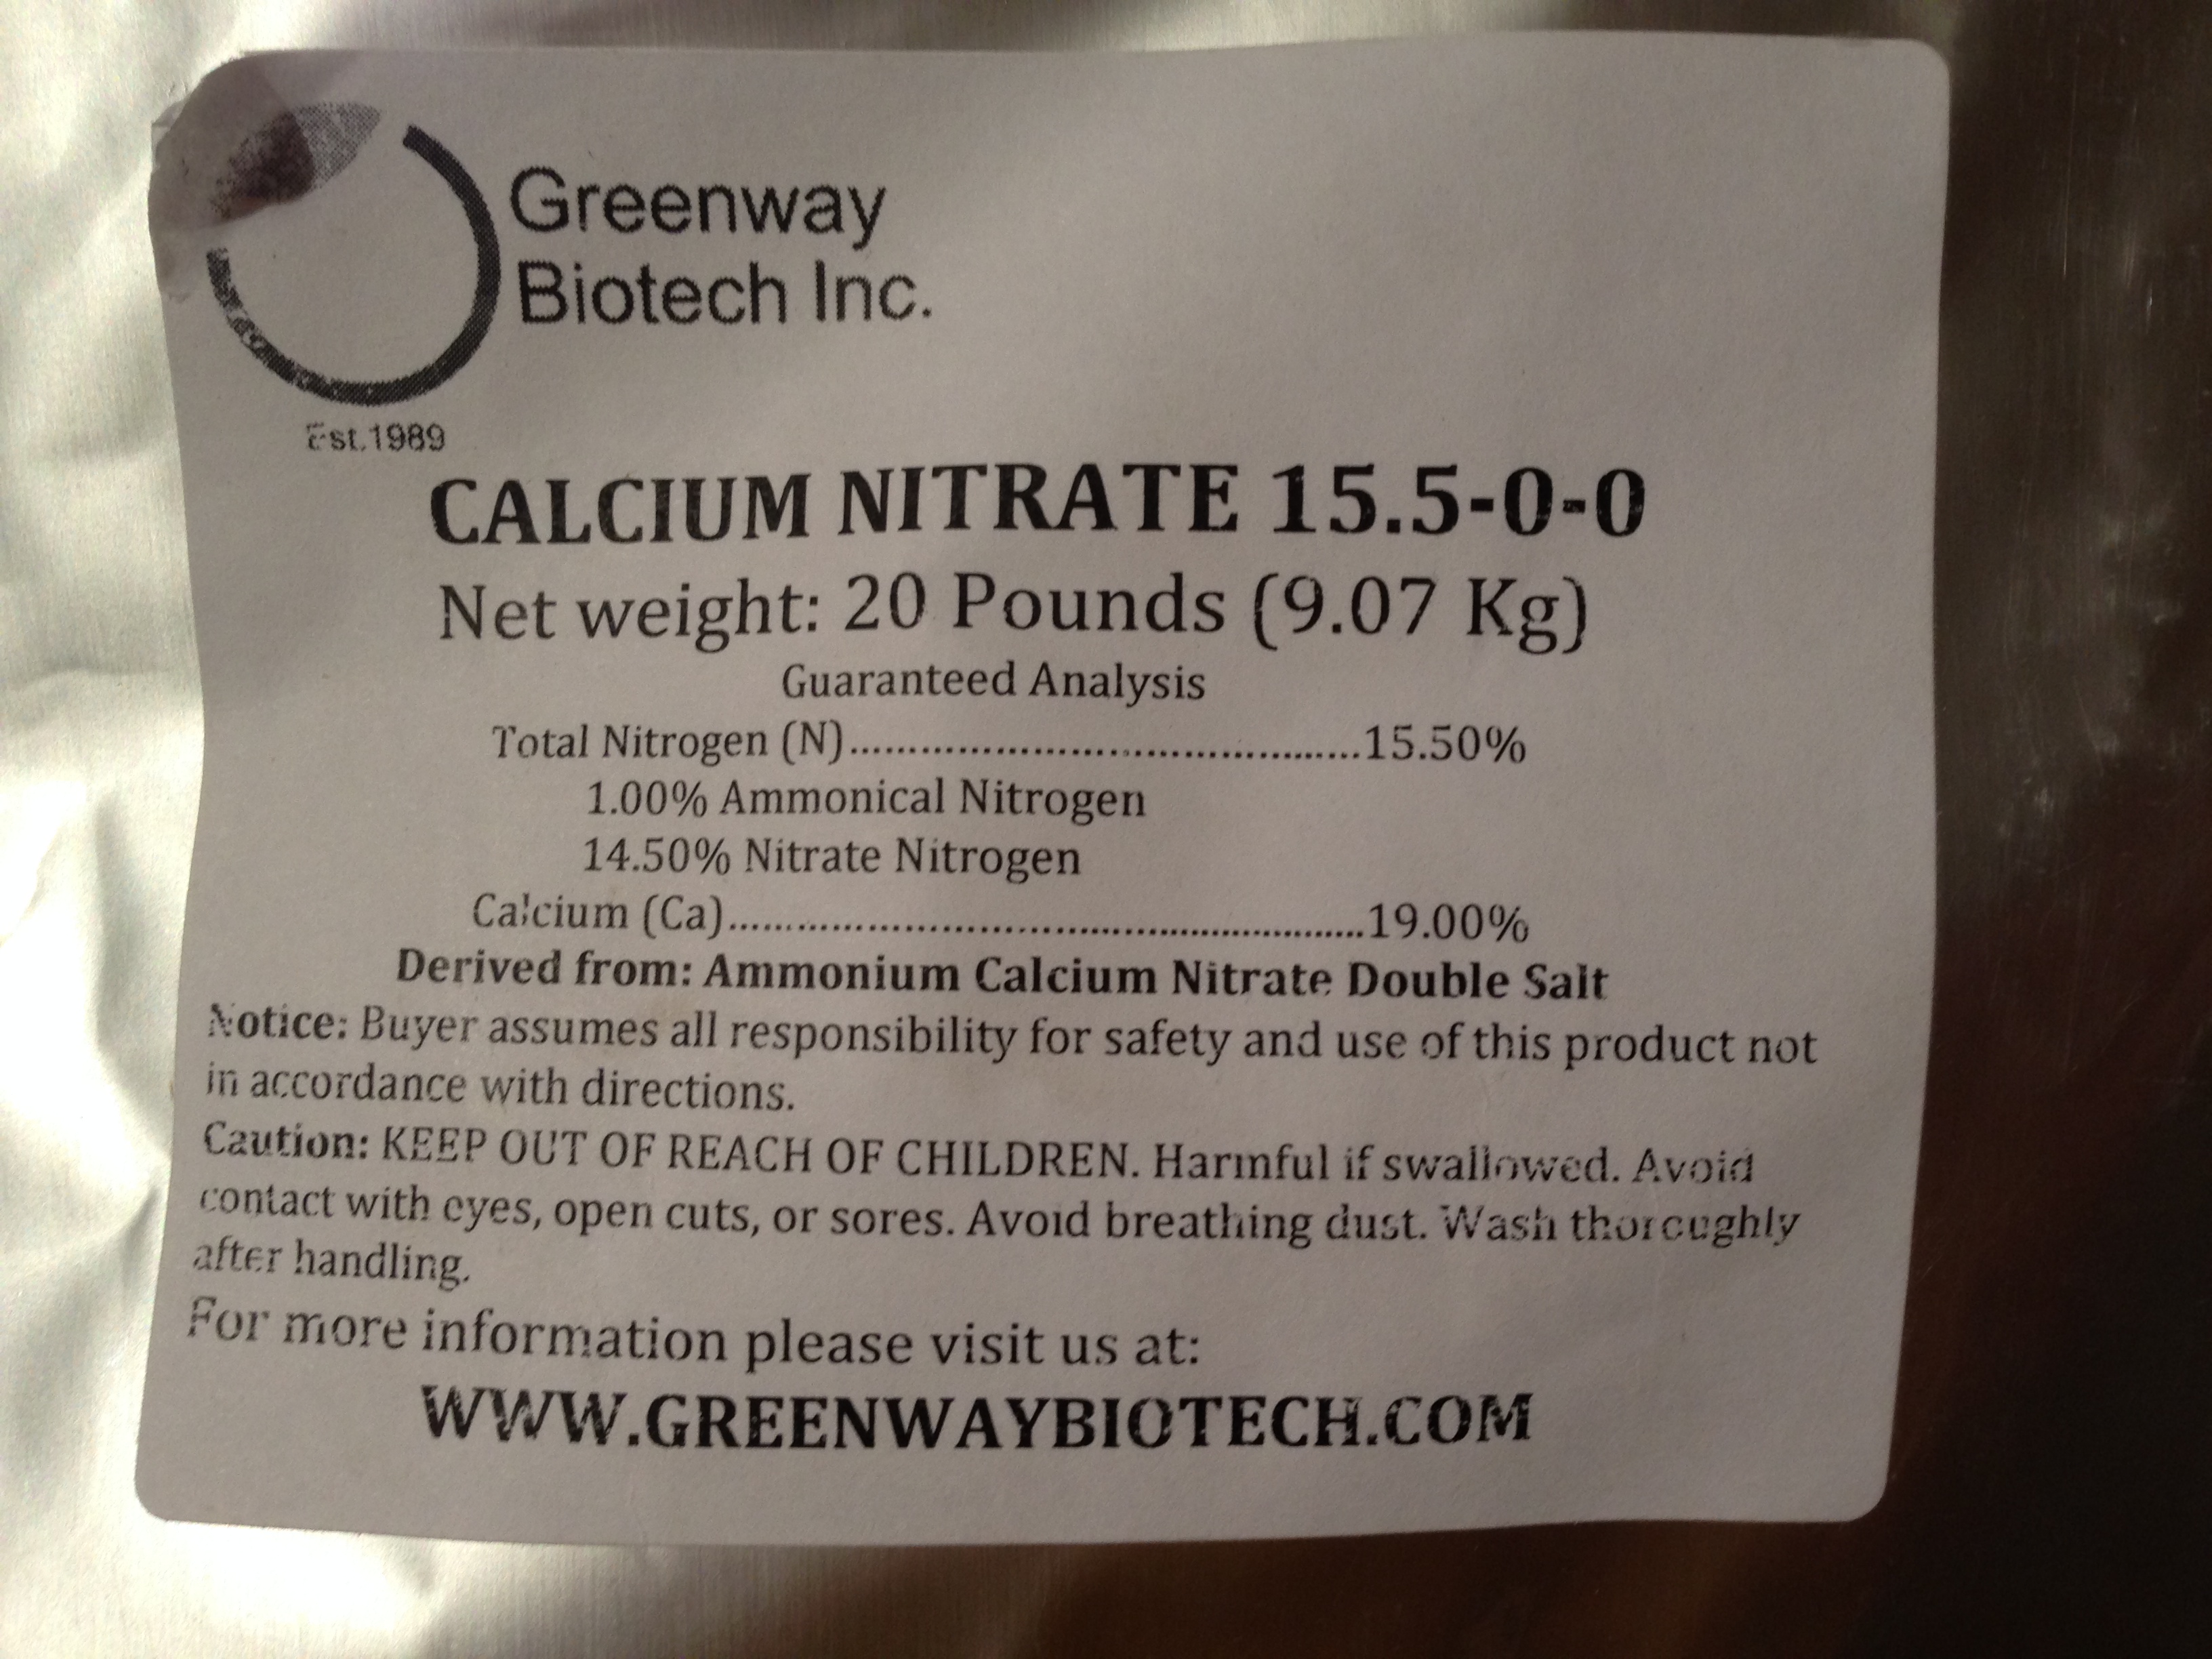 Greenway
Biotech Inc.
Est.1989
CALCIUM NITRATE 15.5-0-0
Net weight: 20 Pounds (9.07 Kg)
Guaranteed Analysis
Total Nitrogen (N)..........................................15.50%
1.00% Ammonical Nitrogen
14.50% Nitrate Nitrogen
Calcium (Ca)......................................................19.00%
Derived from: Ammonium Calcium Nitrate Double Salt
Notice: Buyer assumes all responsibility for safety and use of this product not
in accordance with directions.
Caution: KEEP OUT OF REACH OF CHILDREN. Harmful if swallowed. Avoid
contact with eyes, open cuts, or sores. Avoid breathing dust. Wash thoroughly
after handling.
For more information please visit us at:
WWW.GREENWAYBIOTECH.COM